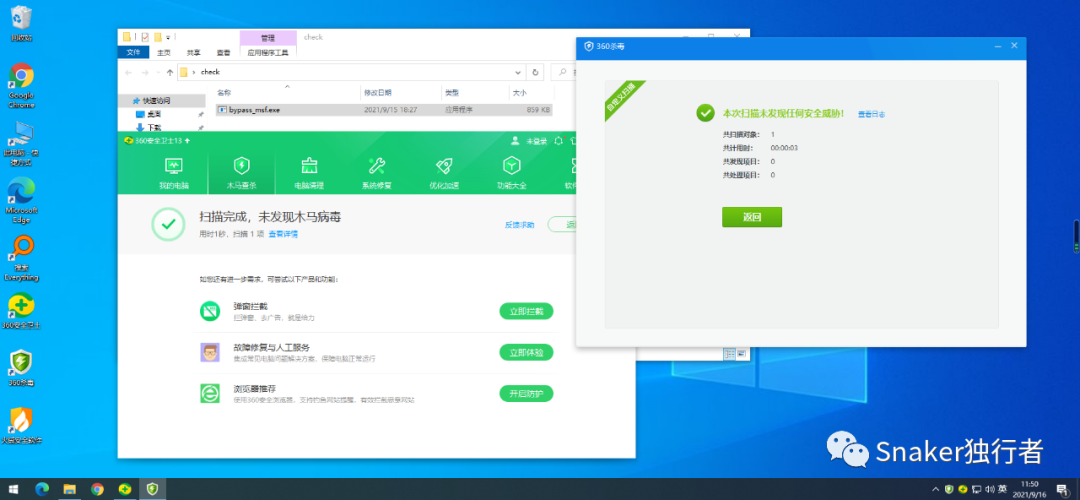 回收站
Google
Chrome
Microsoft
Edge
Everything
360安全卫士
360杀毒
火绒安全软件
管理
check
文件
主页
共享
查看
应用程序工具
check
名称
修改日期
类型
大小
快速访问
桌面
下载
bypass_msf.exe
2021/9/15 18:27
应用程序
859 KB
360安全卫士13
未登录
我的电脑
木马查杀
电脑清理
系统修复
优化加速
功能大全
扫描完成，未发现木马病毒
用时1秒，扫描 1 项 查看详情
反馈求助
如您还有进一步需求，可尝试以下产品和功能：
弹窗拦截
拦弹窗，去广告，就是给力
立即拦截
故障修复与人工服务
集成常见电脑问题解决方案，保障电脑正常运行
立即体验
浏览器推荐
使用360安全浏览器，支持钓鱼网站提醒，有效拦截恶意网站
开启防护
360杀毒
自定义扫描
本次扫描未发现任何安全威胁！
查看日志
共扫描对象： 1
共计用时： 00:00:03
共发现项目： 0
共处理项目： 0
返回
Snaker独行者
英
11:50
2021/9/16